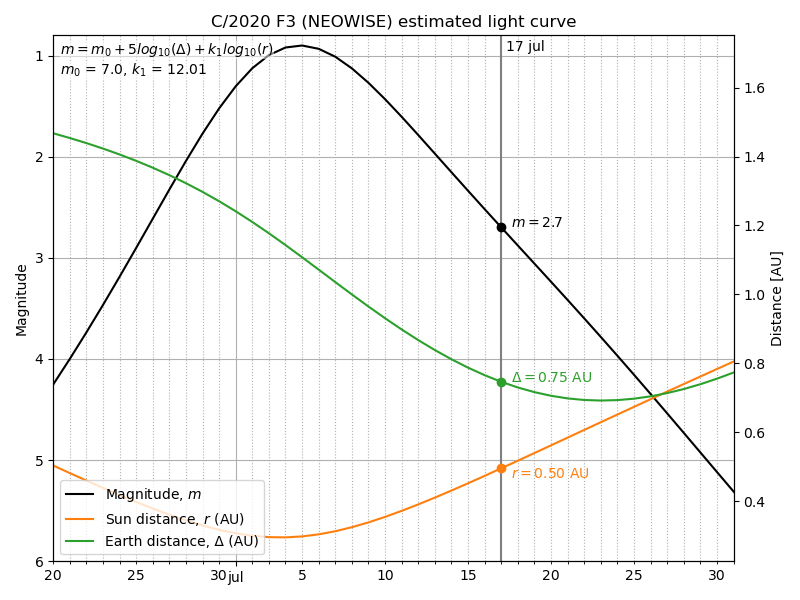 C/2020 F3 (NEOWISE) estimated light curve
m = m₀ + 5log₁₀(Δ) + k₁log₁₀(r)
m₀ = 7.0, k₁ = 12.01
17 jul
1
2
3
4
5
6
Magnitude
1.6
1.4
1.2
1.0
0.8
0.6
0.4
Distance [AU]
m = 2.7
Δ = 0.75 AU
r = 0.50 AU
Magnitude, m
Sun distance, r (AU)
Earth distance, Δ (AU)
20 25 30 jul 5 10 15 20 25 30